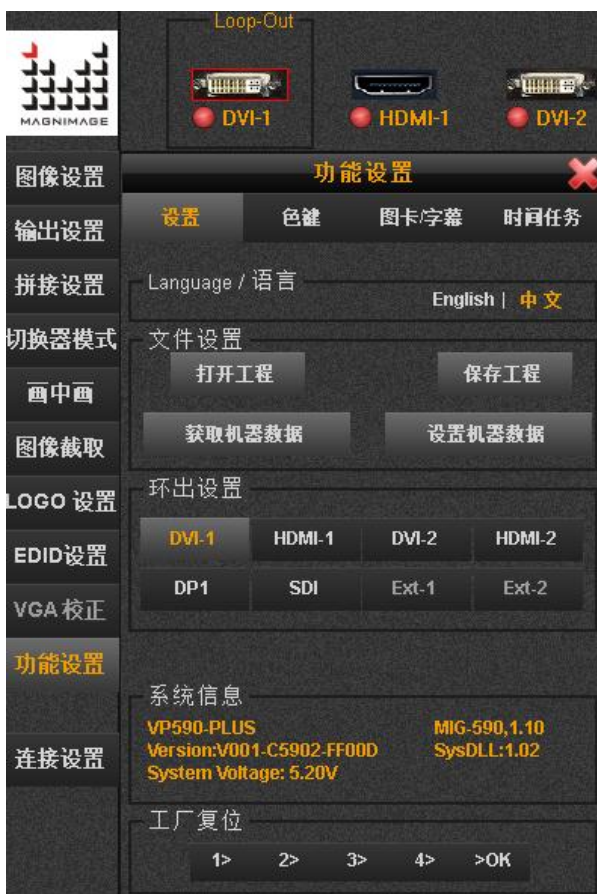 Loop-Out
MAGNIMAGE
DVI-1
HDMI-1
DVI-2
图像设置
输出设置
拼接设置
切换器模式
画中画
图像截取
LOGO 设置
EDID设置
VGA 校正
功能设置
连接设置
功能设置
设置 色键 图卡/字幕 时间任务
Language / 语言
English | 中文
文件设置
打开工程 保存工程
获取机器数据 设置机器数据
环出设置
DVI-1 HDMI-1 DVI-2 HDMI-2
DP1 SDI Ext-1 Ext-2
系统信息
VP590-PLUS MIG-590,1.10
Version:V001-C5902-FF00D SysDLL:1.02
System Voltage: 5.20V
工厂复位
1> 2> 3> 4> >OK